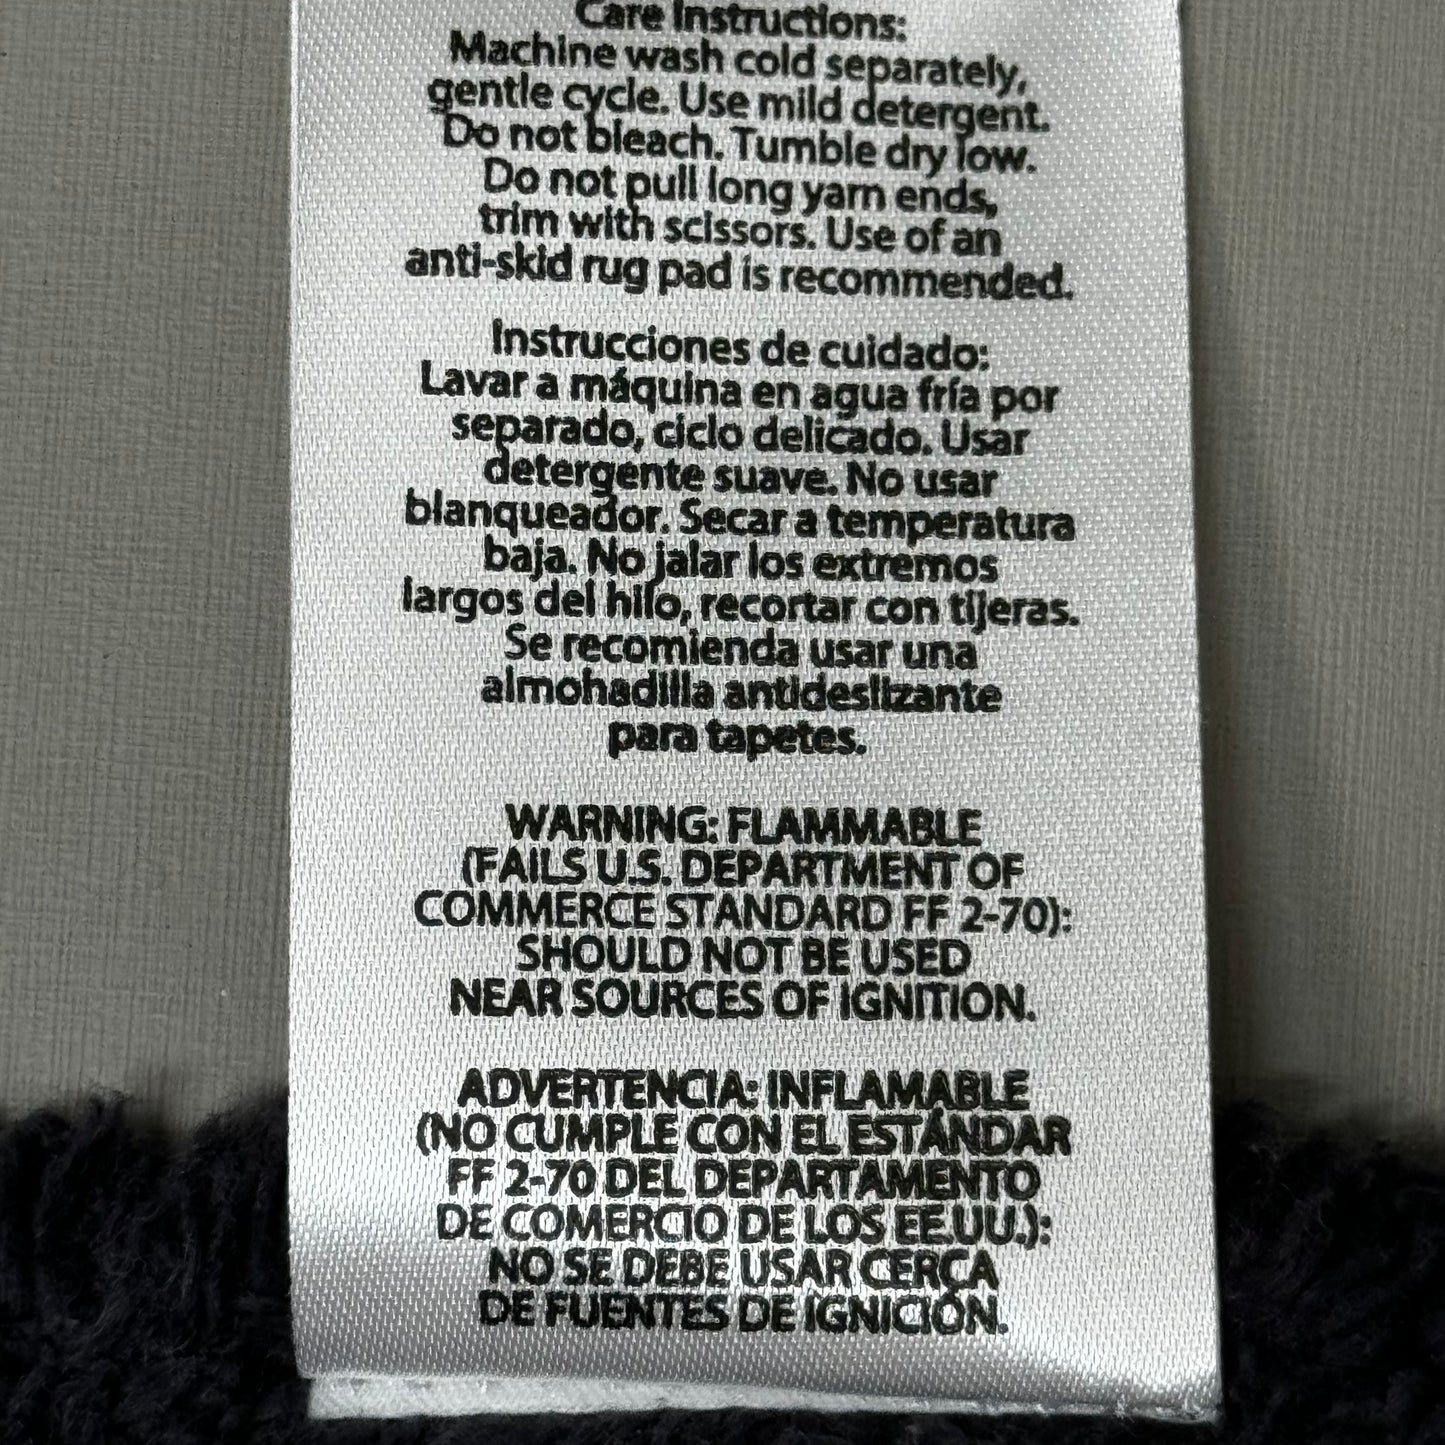 Care Instructions:
Machine wash cold separately,
gentle cycle. Use mild detergent.
Do not bleach. Tumble dry low.
Do not pull long yarn ends,
trim with scissors. Use of an
anti-skid rug pad is recommended.
Instrucciones de cuidado:
Lavar a máquina en agua fría por
separado, ciclo delicado. Usar
detergente suave. No usar
blanqueador. Secar a temperatura
baja. No jalar los extremos
largos del hilo, recortar con tijeras.
Se recomienda usar una
almohadilla antideslizante
para tapetes.
WARNING: FLAMMABLE
(FAILS U.S. DEPARTMENT OF
COMMERCE STANDARD FF 2-70):
SHOULD NOT BE USED
NEAR SOURCES OF IGNITION.
ADVERTENCIA: INFLAMABLE
(NO CUMPLE CON EL ESTÁNDAR
FF 2-70 DEL DEPARTAMENTO
DE COMERCIO DE LOS EE.UU.):
NO SE DEBE USAR CERCA
DE FUENTES DE IGNICIÓN.